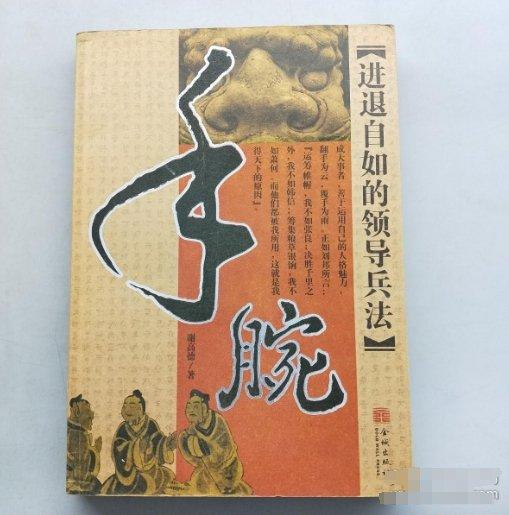 【进退自如的领导兵法】
手腕
成大事者，善于运用自己的人格魅力，
翻手为云，覆手为雨。正如刘邦所言：
“运筹帷幄，我不如张良；决胜千里之
外，我不如韩信；筹集粮草银饷，我不
如萧何。而他们都被我所用，这就是我
得天下的原因”。
谢高德/著
金城出版社
GOLD WALL PRESS